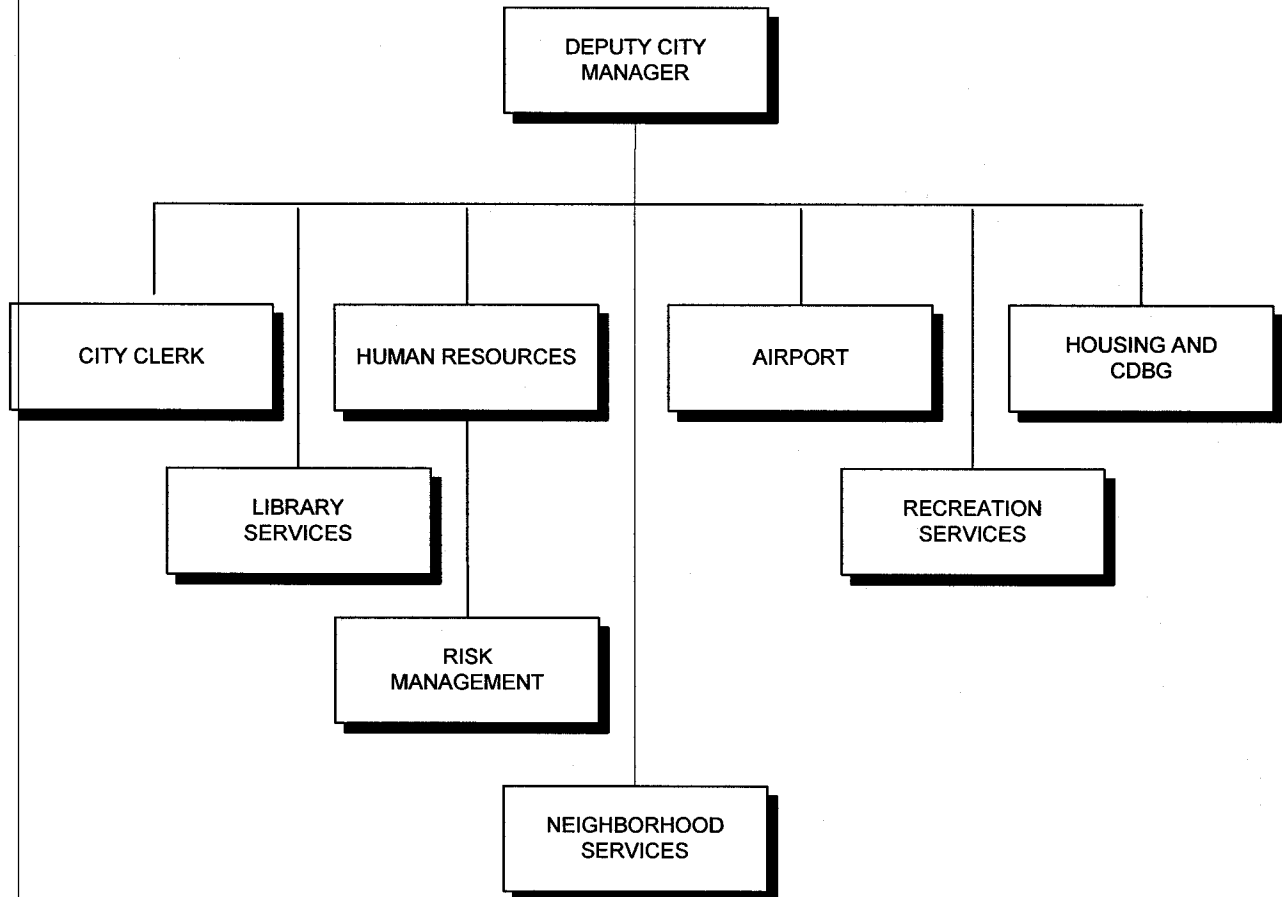 DEPUTY CITY
MANAGER
CITY CLERK
HUMAN RESOURCES
AIRPORT
HOUSING AND
CDBG
LIBRARY
SERVICES
RECREATION
SERVICES
RISK
MANAGEMENT
NEIGHBORHOOD
SERVICES